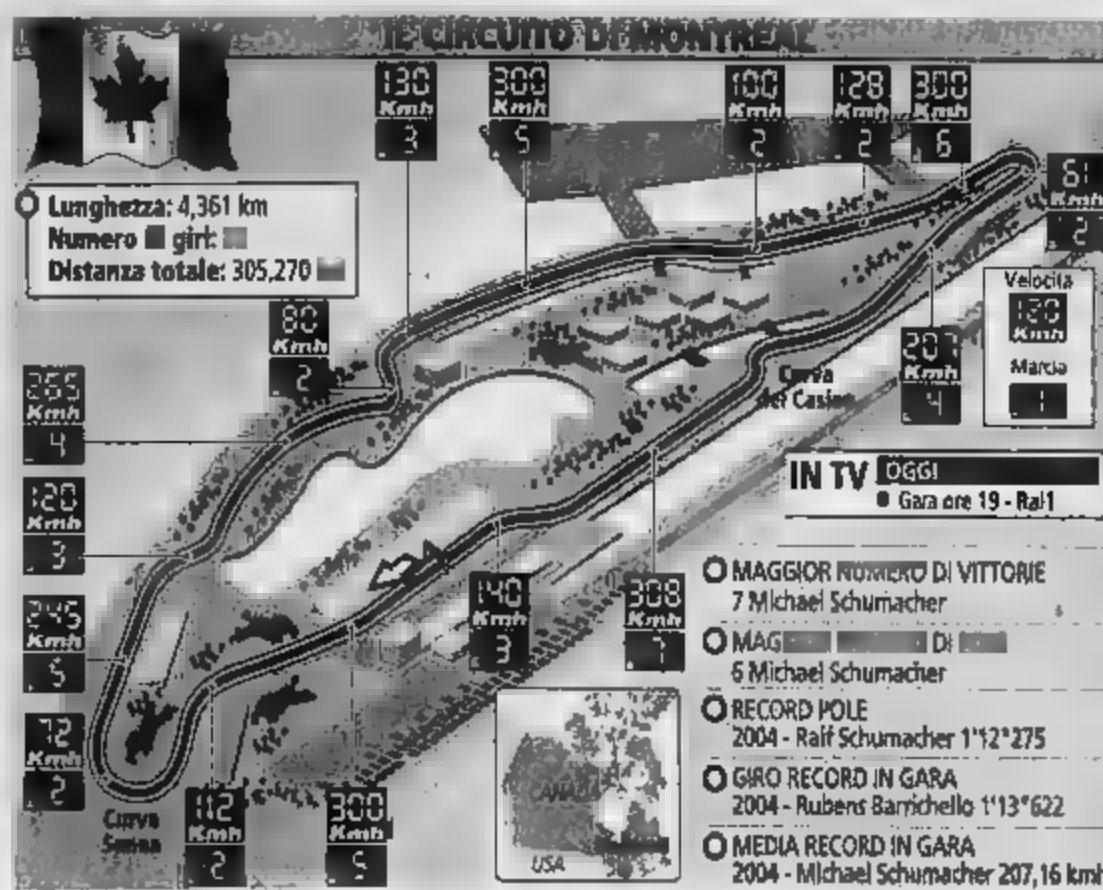 IL CIRCUITO DI MONTREAL
130 Kmh 3
300 Kmh 5
100 Kmh 2
128 Kmh 2
300 Kmh 6
61 Kmh 2
Lunghezza: 4,361 km
Numero giri:
Distanza totale: 305,270
80 Kmh 2
265 Kmh 4
120 Kmh 3
245 Kmh 5
72 Kmh 2
Curva
112 Kmh 2
300 Kmh 5
140 Kmh 3
308 Kmh 7
207 Kmh 4
Curva
del Casino
Velocita
120
Kmh
Marcia
1
IN TV OGGI
Gara ore 19 - Rai1
MAGGIOR NUMERO DI VITTORIE
7 Michael Schumacher
DI
6 Michael Schumacher
RECORD POLE
2004 - Ralf Schumacher 1'12"275
GIRO RECORD IN GARA
2004 - Rubens Barrichello 1'13"622
MEDIA RECORD IN GARA
2004 - Michael Schumacher 207,16 kmh
CANADA
USA